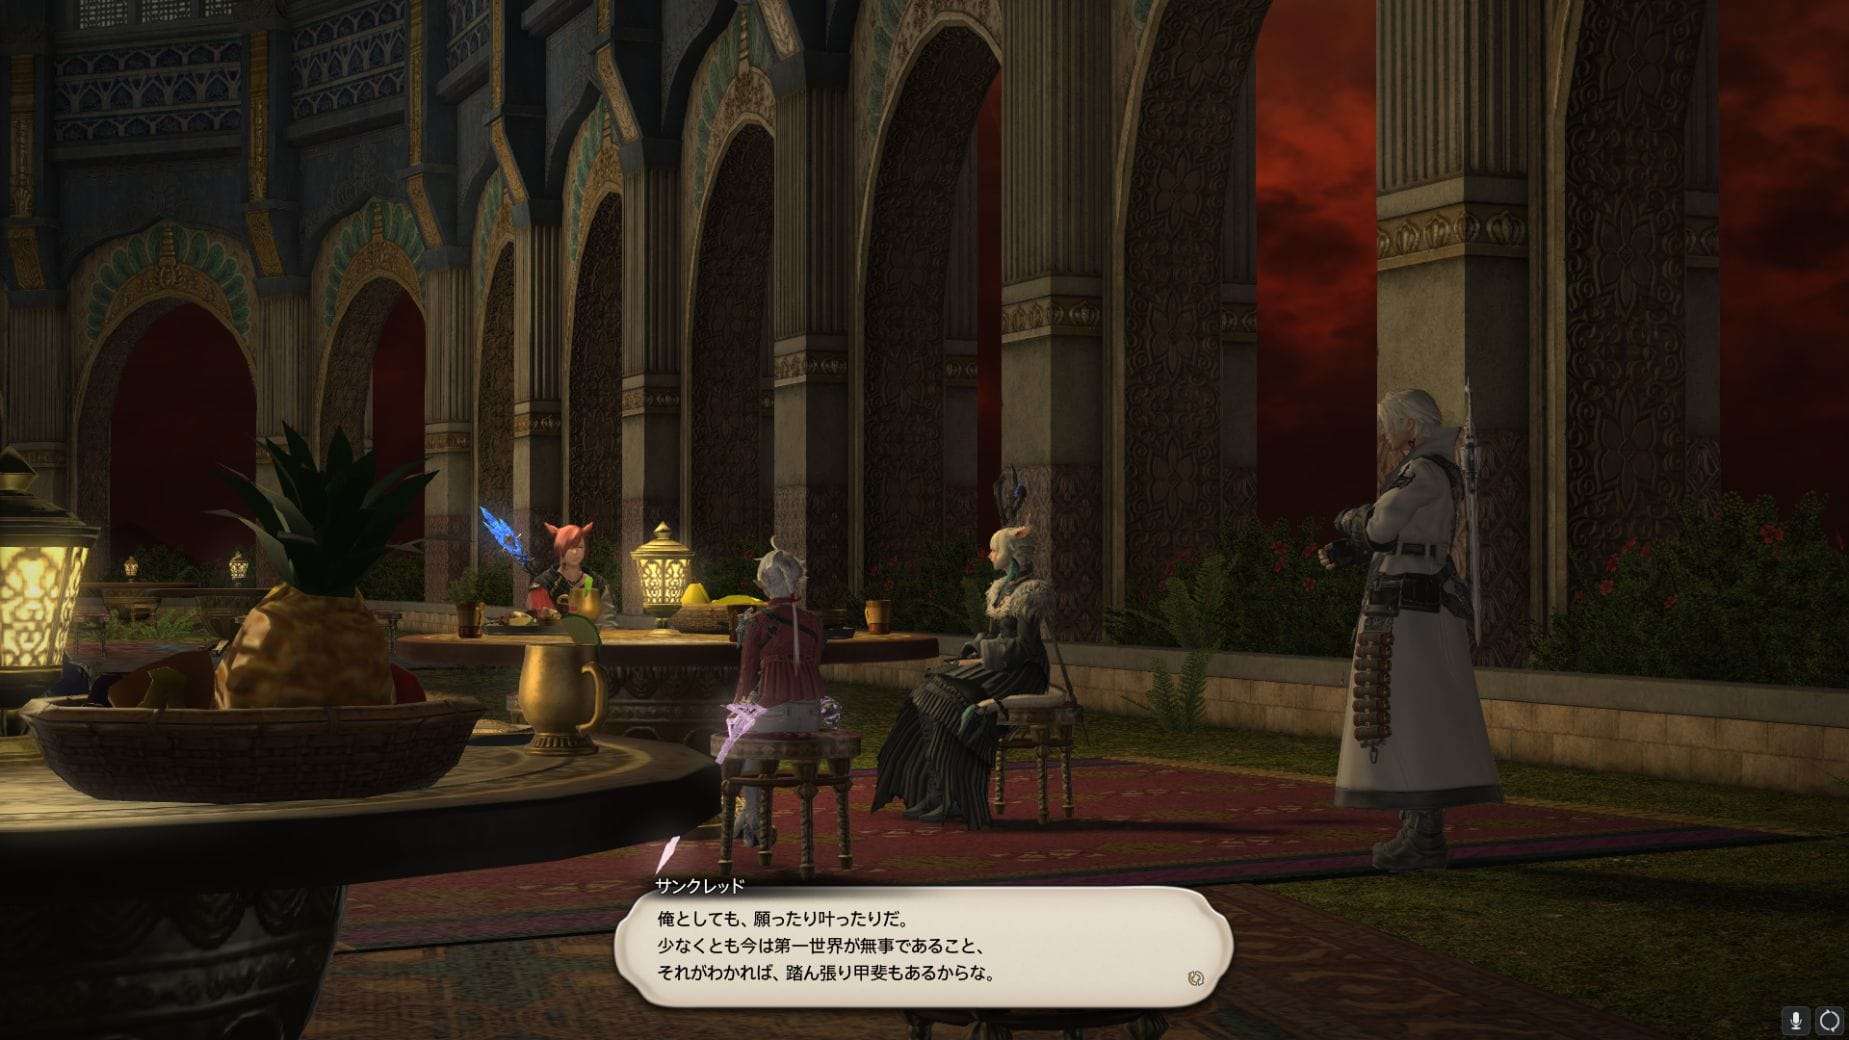 サンクレッド
俺としても、願ったり叶ったりだ。
少なくとも今は第一世界が無事であること、
それがわかれば、踏ん張り甲斐もあるからな。